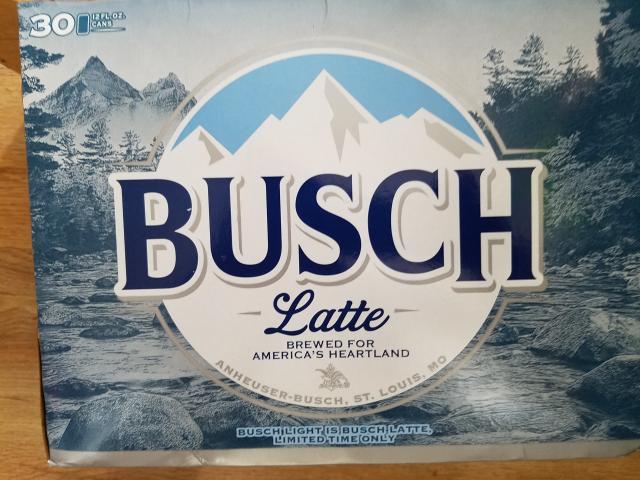 30 12 FL. OZ.
CANS
BUSCH
Latte
BREWED FOR
AMERICA'S HEARTLAND
ANHEUSER-BUSCH, ST. LOUIS, MO
BUSCH LIGHT IS BUSCH LATTE,
LIMITED TIME ONLY